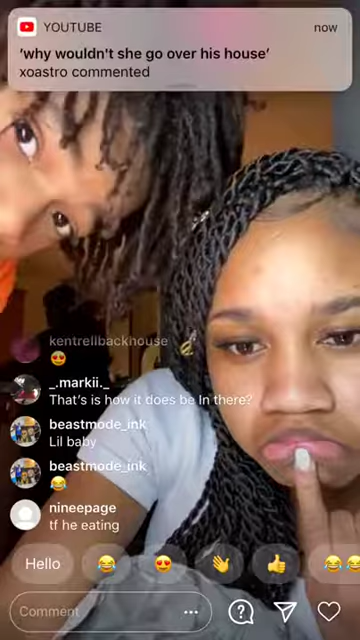 YOUTUBE now
‘why wouldn't she go over his house’
xoastro commented
kentrellbackhouse
😍
_.markii._
That's is how it does be In there?
beastmode_ink
Lil baby
beastmode_ink
😂
nineepage
tf he eating
Hello 😂 😍 👋 👍 😂😂
Comment ...